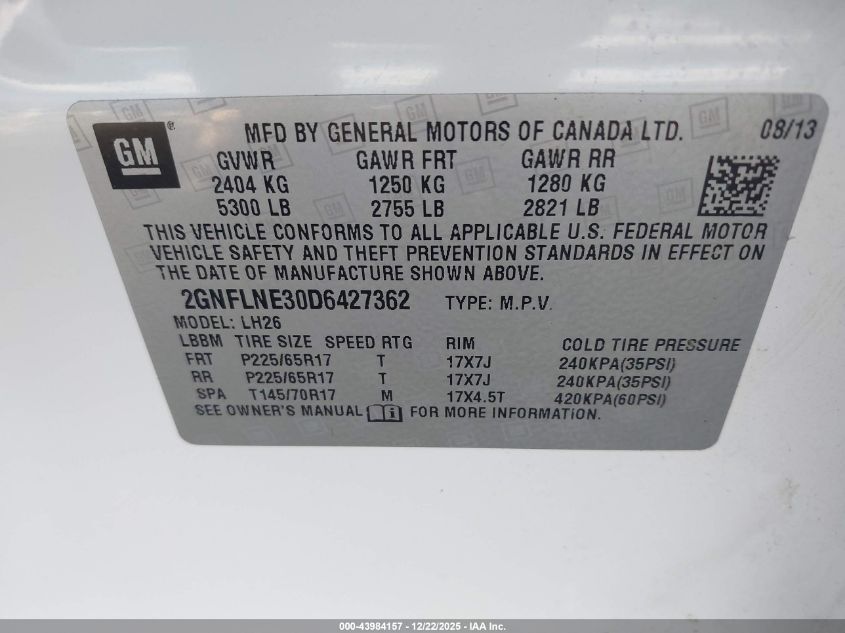 GM® MFD BY GENERAL MOTORS OF CANADA LTD. 08/13
GVWR GAWR FRT GAWR RR
2404 KG 1250 KG 1280 KG
5300 LB 2755 LB 2821 LB
THIS VEHICLE CONFORMS TO ALL APPLICABLE U.S. FEDERAL MOTOR
VEHICLE SAFETY AND THEFT PREVENTION STANDARDS IN EFFECT ON
THE DATE OF MANUFACTURE SHOWN ABOVE.
2GNFLNE30D6427362 TYPE: M.P.V.
MODEL: LH26
LBBM TIRE SIZE SPEED RTG RIM COLD TIRE PRESSURE
FRT P225/65R17 T 17X7J 240KPA(35PSI)
RR P225/65R17 T 17X7J 240KPA(35PSI)
SPA T145/70R17 M 17X4.5T 420KPA(60PSI)
SEE OWNER'S MANUAL FOR MORE INFORMATION.
000-43984157 - 12/22/2025 - IAA Inc.